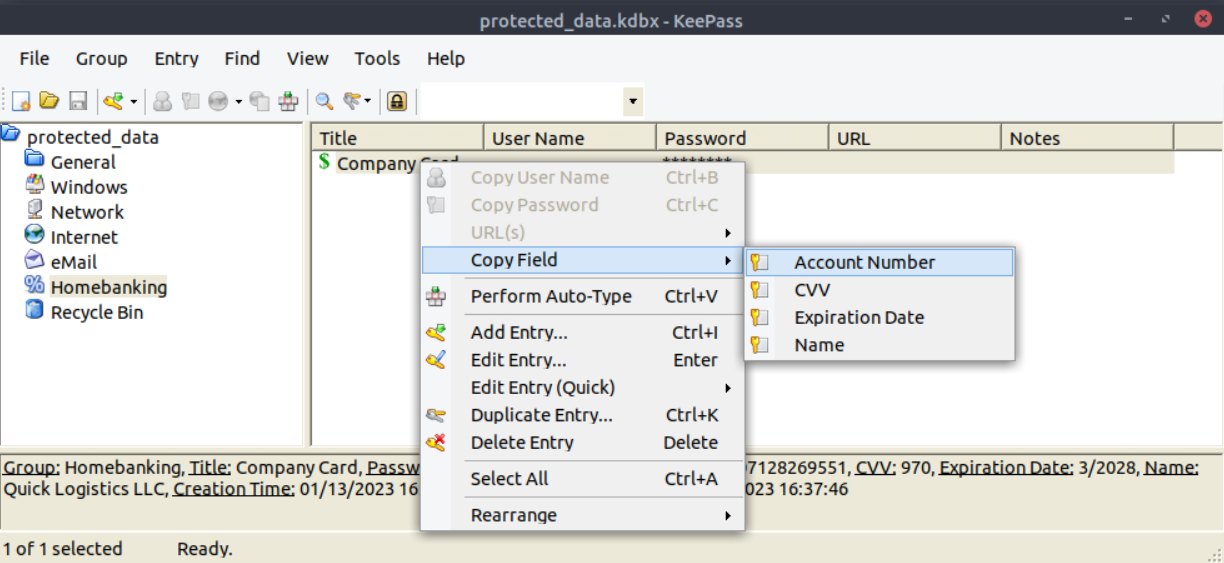 protected_data.kdbx - KeePass
File Group Entry Find View Tools Help
protected_data
General
Windows
Network
Internet
eMail
Homebanking
Recycle Bin
Title User Name Password URL Notes
$ Company Card ********
Copy User Name Ctrl+B
Copy Password Ctrl+C
URL(s)
Copy Field
Perform Auto-Type Ctrl+V
Add Entry... Ctrl+I
Edit Entry... Enter
Edit Entry (Quick)
Duplicate Entry... Ctrl+K
Delete Entry Delete
Select All Ctrl+A
Rearrange
Account Number
CVV
Expiration Date
Name
Group: Homebanking, Title: Company Card, Passw 7128269551, CVV: 970, Expiration Date: 3/2028, Name:
Quick Logistics LLC, Creation Time: 01/13/2023 16 023 16:37:46
1 of 1 selected Ready.